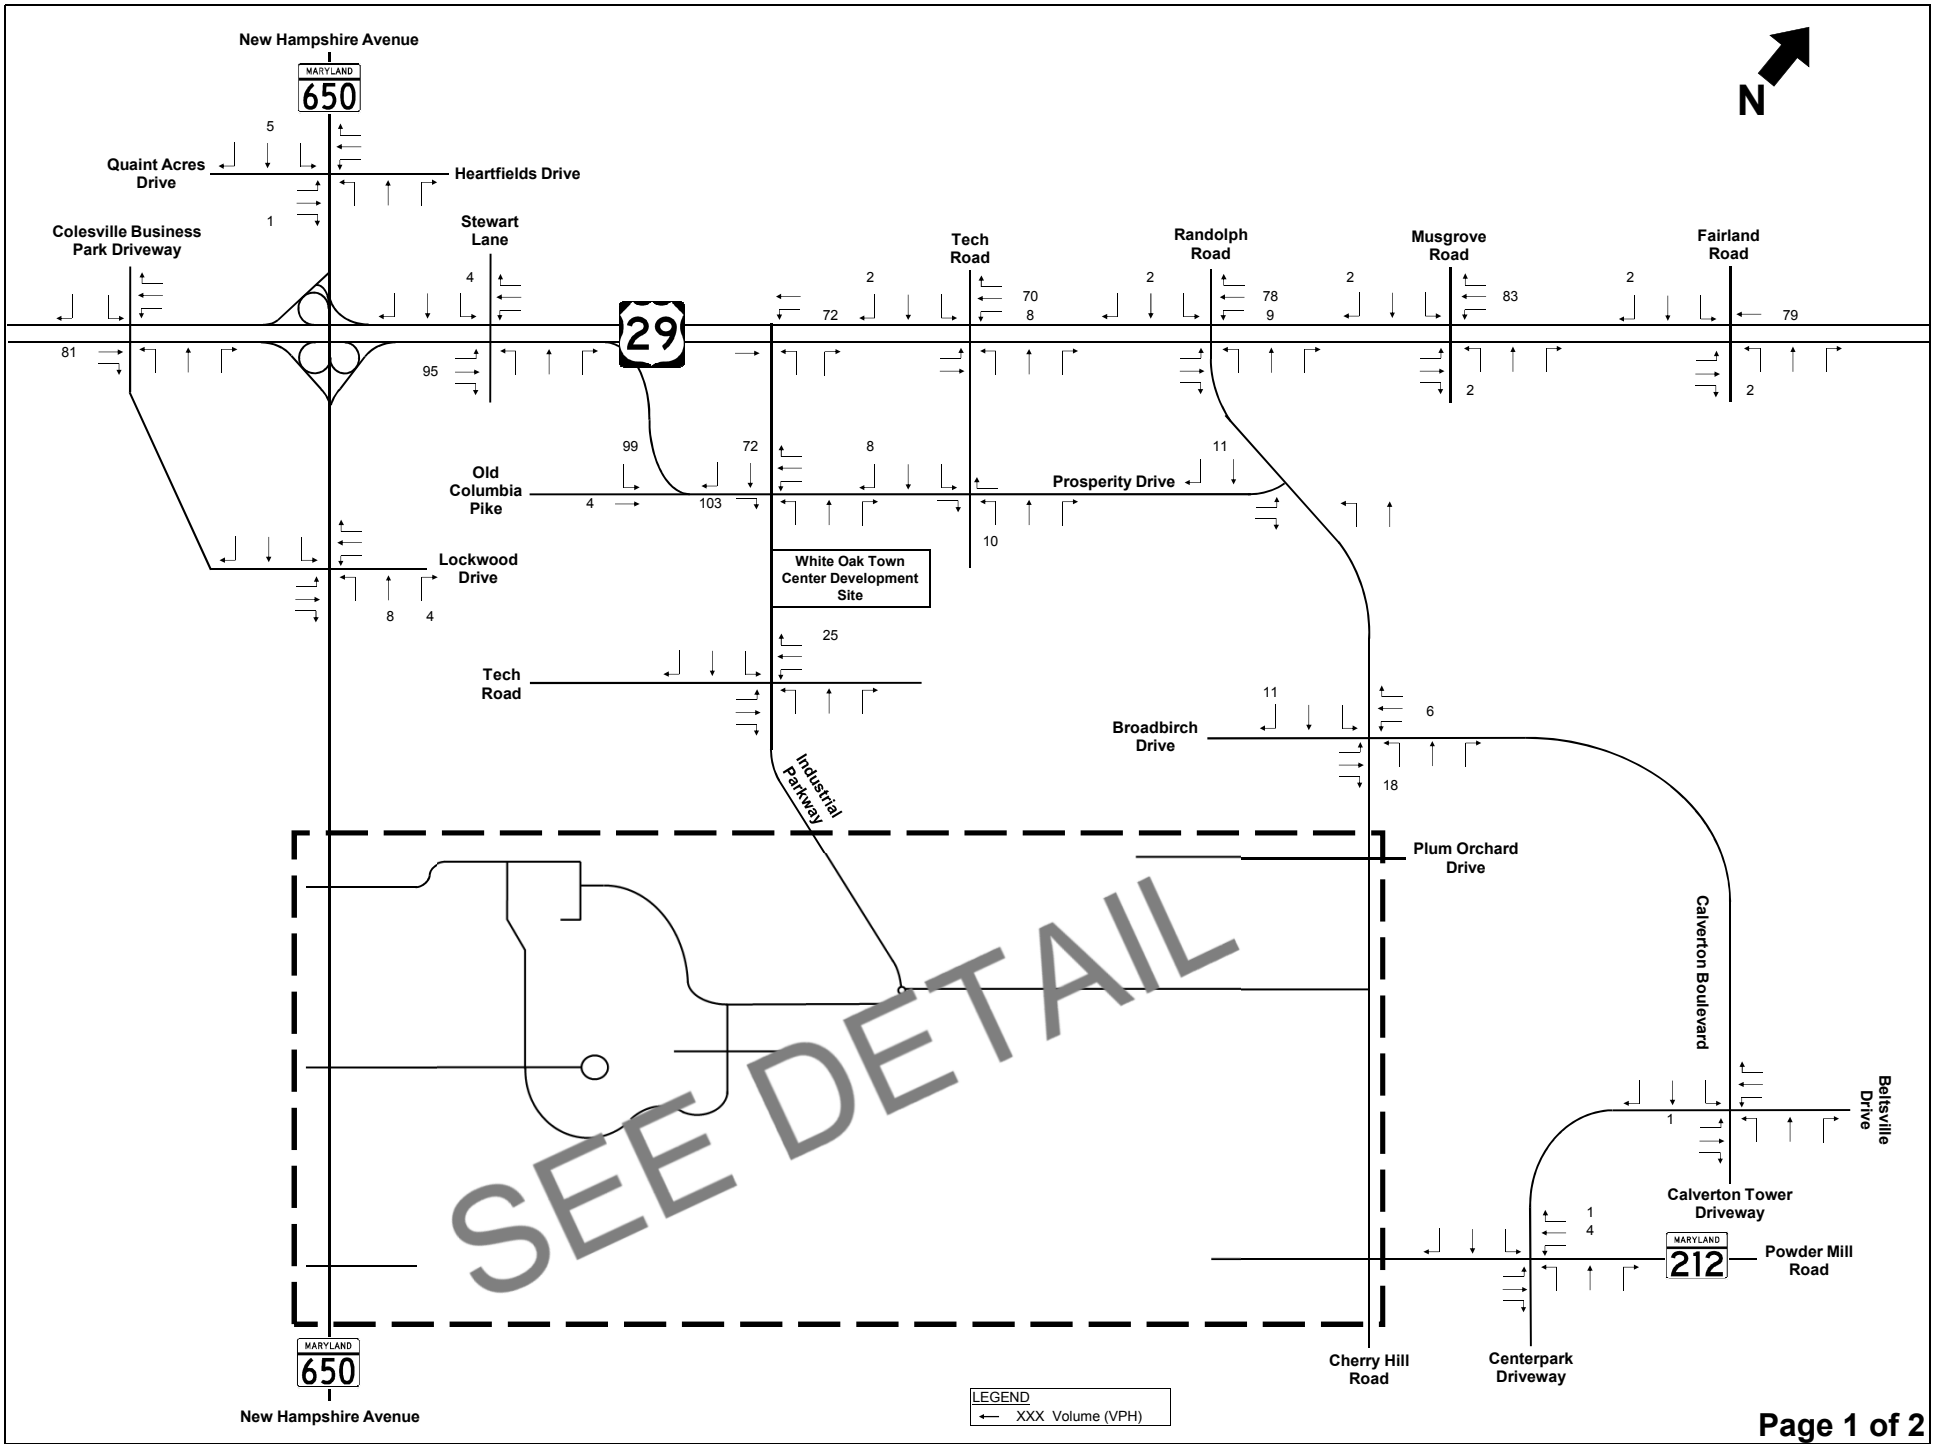 New Hampshire Avenue
MARYLAND
650
N
5
Quaint Acres
Drive
Heartfields Drive
1
Colesville Business
Park Driveway
Stewart
Lane
Tech
Road
Randolph
Road
Musgrove
Road
Fairland
Road
4
2
70
8
2
78
9
2
83
2
79
72
29
81
95
2
2
99
72
8
11
Old
Columbia
Pike
Prosperity Drive
4
103
10
White Oak Town
Center Development
Site
Lockwood
Drive
8
4
25
Tech
Road
11
6
Broadbirch
Drive
18
Industrial
Parkway
Plum Orchard
Drive
Calverton Boulevard
SEE DETAIL
Beltsville
Drive
1
Calverton Tower
Driveway
1
4
MARYLAND
212
Powder Mill
Road
MARYLAND
650
New Hampshire Avenue
Cherry Hill
Road
Centerpark
Driveway
LEGEND
XXX Volume (VPH)
Page 1 of 2